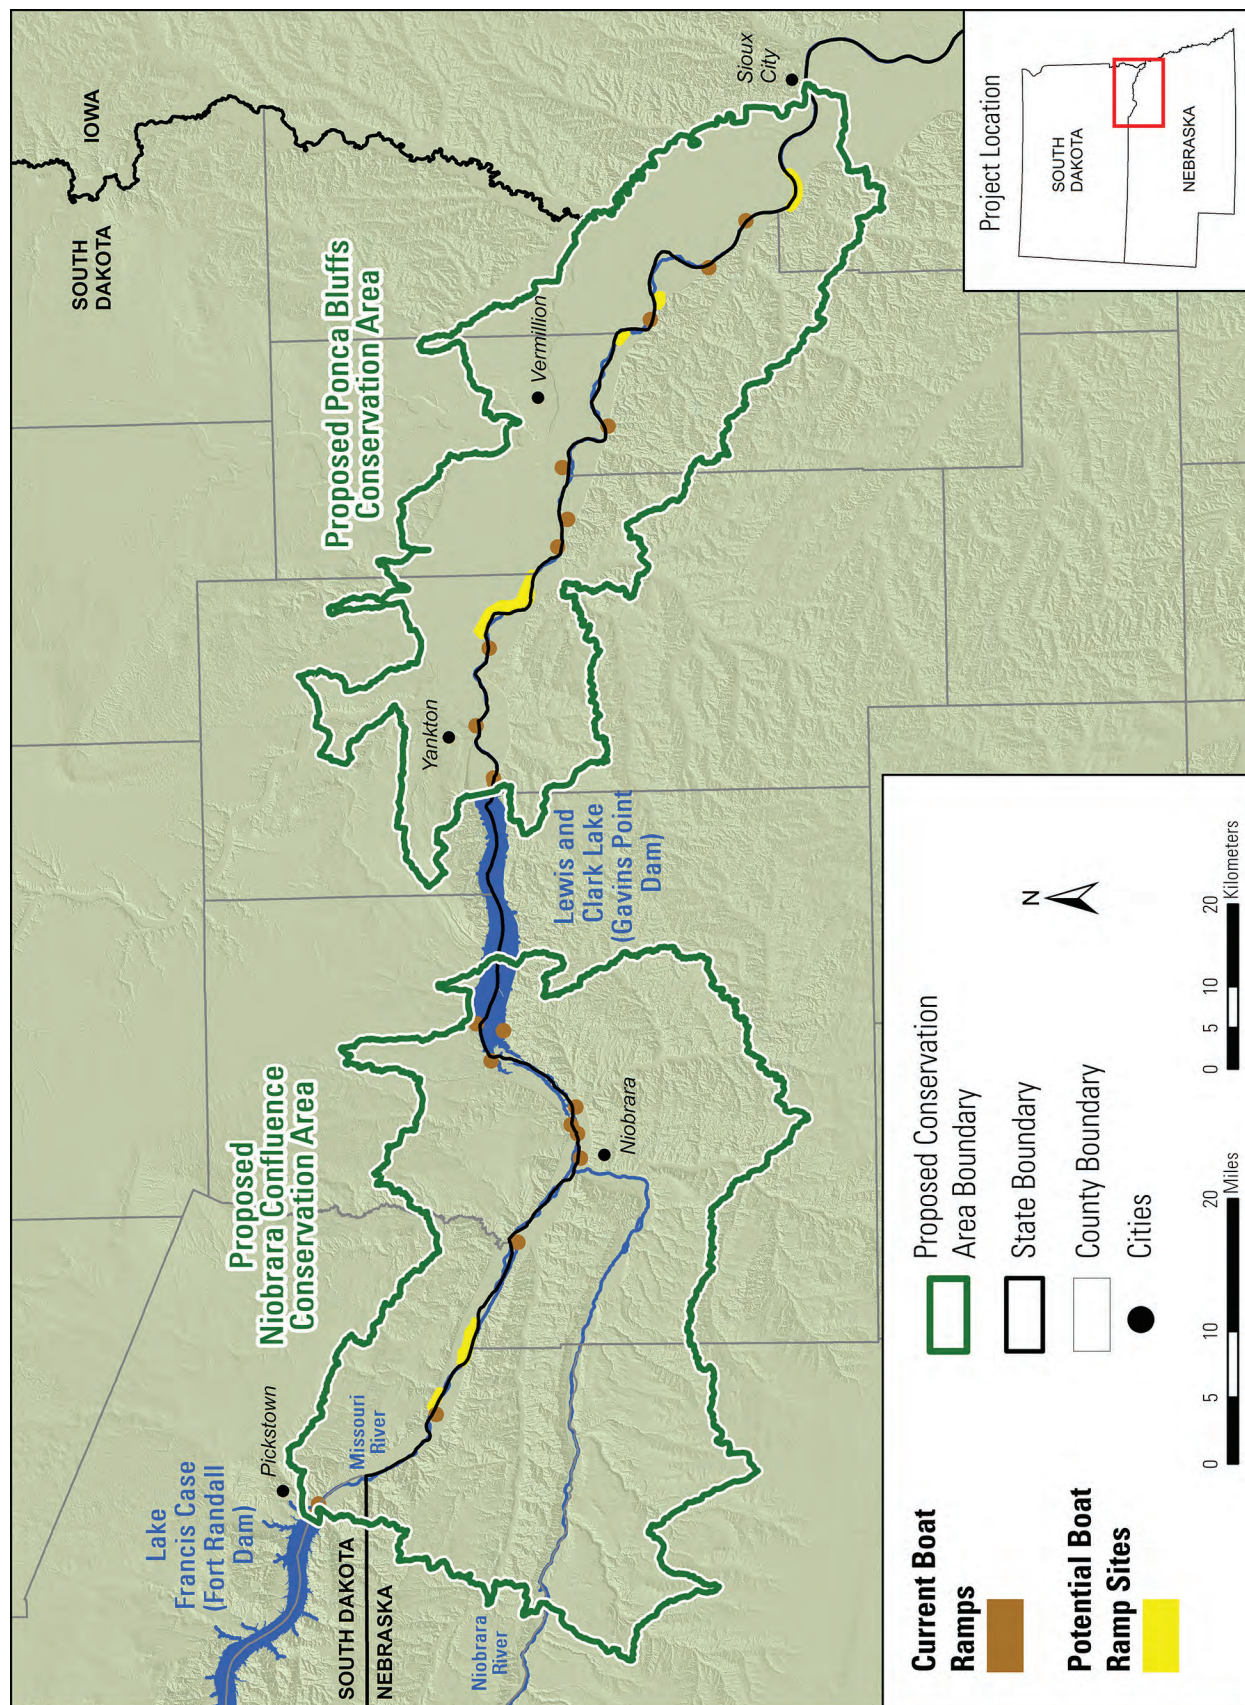 Lake
Francis Case
(Fort Randall
Dam)
Pickstown
SOUTH DAKOTA
NEBRASKA
Missouri
River
Niobrara
River
Proposed
Niobrara Confluence
Conservation Area
Niobrara
Lewis and
Clark Lake
(Gavins Point
Dam)
Yankton
Proposed Ponca Bluffs
Conservation Area
Vermillion
SOUTH
DAKOTA
IOWA
Sioux
City
Current Boat
Ramps
Potential Boat
Ramp Sites
Proposed Conservation
Area Boundary
State Boundary
County Boundary
Cities
N
0 5 10 20
Miles
0 5 10 20
Kilometers
Project Location
SOUTH
DAKOTA
NEBRASKA